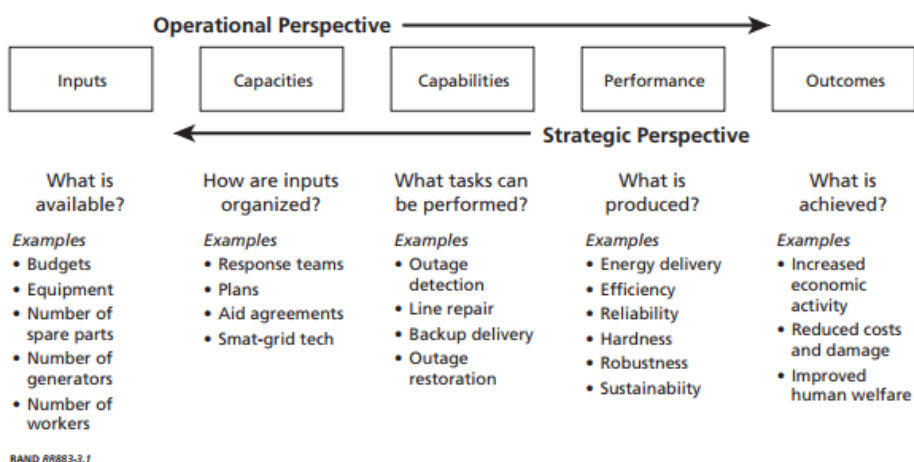 Operational Perspective
Inputs
Capacities
Capabilities
Performance
Outcomes
Strategic Perspective
What is
available?
Examples
• Budgets
• Equipment
• Number of
spare parts
• Number of
generators
• Number of
workers
How are inputs
organized?
Examples
• Response teams
• Plans
• Aid agreements
• Smat-grid tech
What tasks can
be performed?
Examples
• Outage
detection
• Line repair
• Backup delivery
• Outage
restoration
What is
produced?
Examples
• Energy delivery
• Efficiency
• Reliability
• Hardness
• Robustness
• Sustainabiity
What is
achieved?
Examples
• Increased
economic
activity
• Reduced costs
and damage
• Improved
human welfare
RAND RR883-3.1